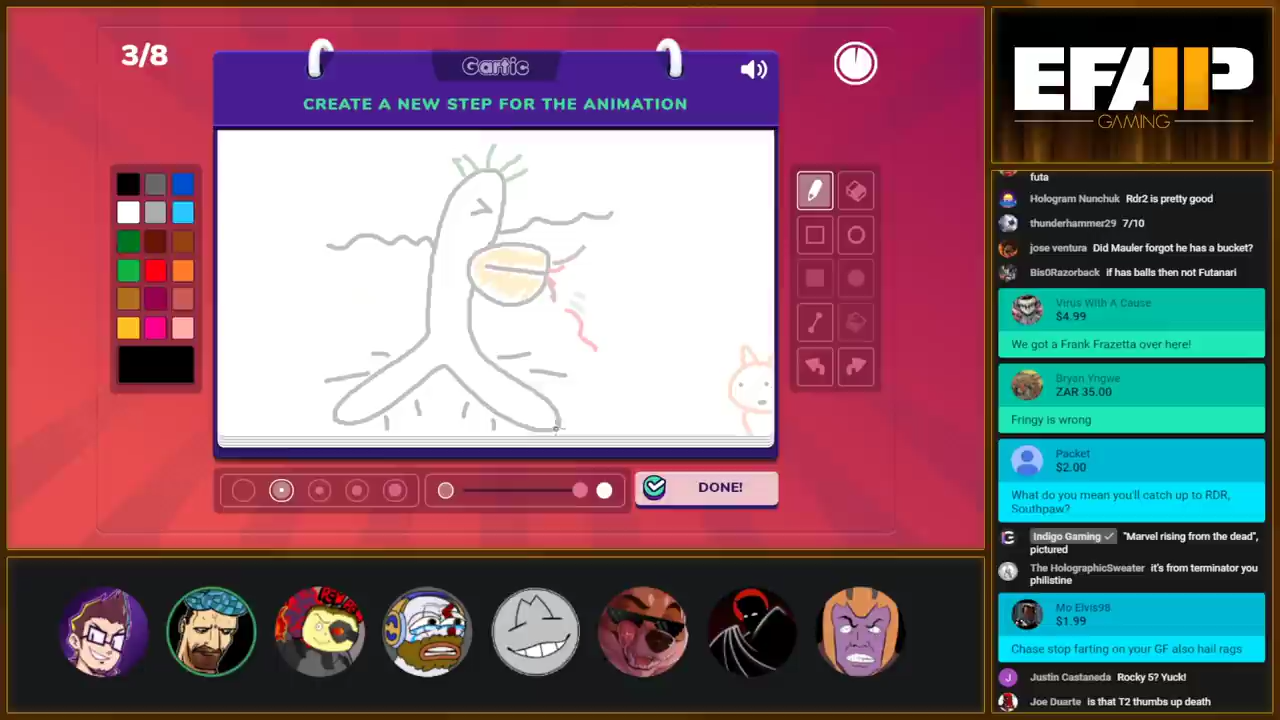 3/8
Gartic
CREATE A NEW STEP FOR THE ANIMATION
DONE!
EFAP
GAMING
futa
Hologram Nunchuk Rdr2 is pretty good
thunderhammer29 7/10
jose ventura Did Mauler forgot he has a bucket?
Bis0Razorback if has balls then not Futanari
Virus With A Cause
$4.99
We got a Frank Frazetta over here!
Bryan Yngwe
ZAR 35.00
Fringy is wrong
Packet
$2.00
What do you mean you'll catch up to RDR,
Southpaw?
Indigo Gaming "Marvel rising from the dead",
pictured
The HolographicSweater it's from terminator you
philistine
Mo Elvis98
$1.99
Chase stop farting on your GF also hail rags
J
Justin Castaneda Rocky 5? Yuck!
Joe Duarte is that T2 thumbs up death